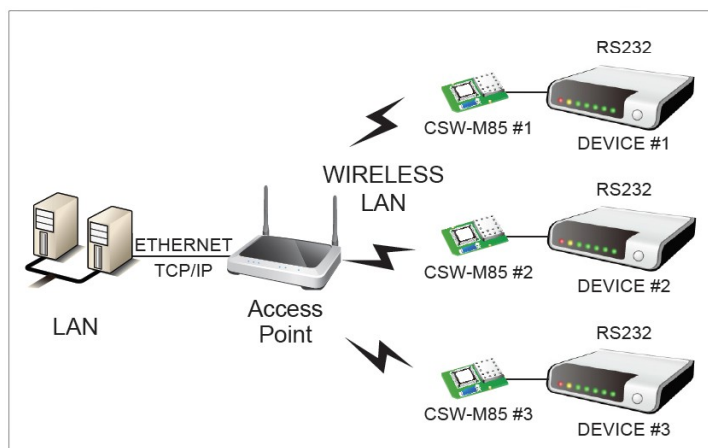 RS232
CSW-M85 #1
DEVICE #1
WIRELESS
LAN
RS232
ETHERNET
TCP/IP
CSW-M85 #2
DEVICE #2
LAN
Access
Point
RS232
CSW-M85 #3
DEVICE #3